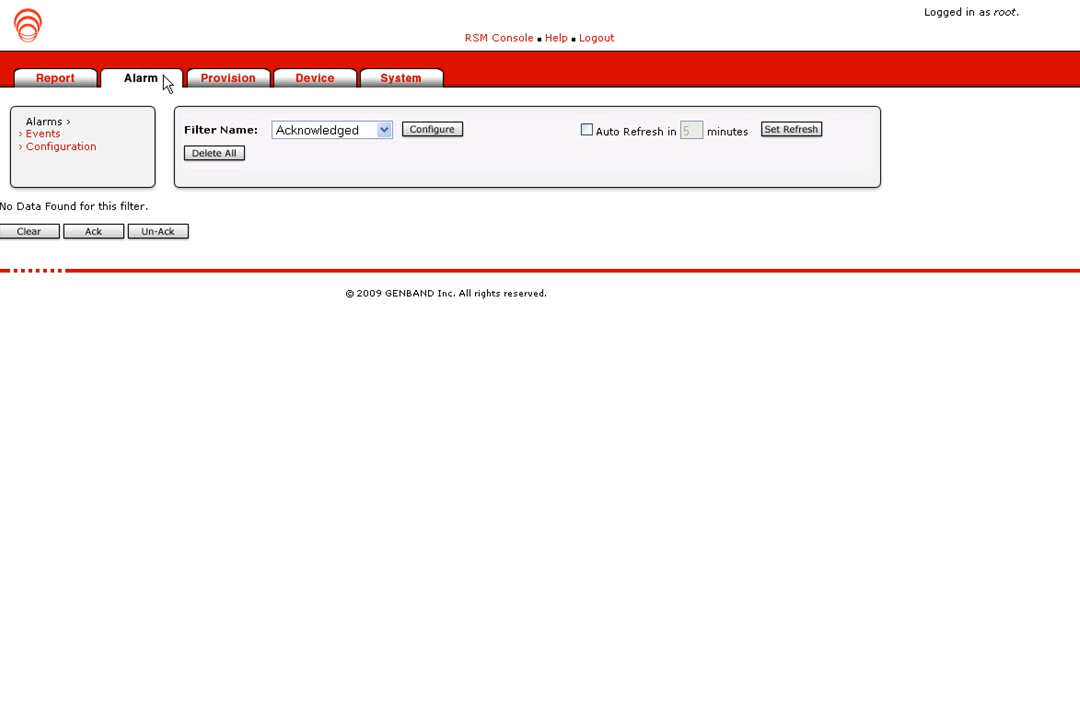 Logged in as root.
RSM Console ▪ Help ▪ Logout
Report Alarm Provision Device System
Alarms ›
› Events
› Configuration
Filter Name: Acknowledged Configure Auto Refresh in 5 minutes Set Refresh
Delete All
No Data Found for this filter.
Clear Ack Un-Ack
© 2009 GENBAND Inc. All rights reserved.